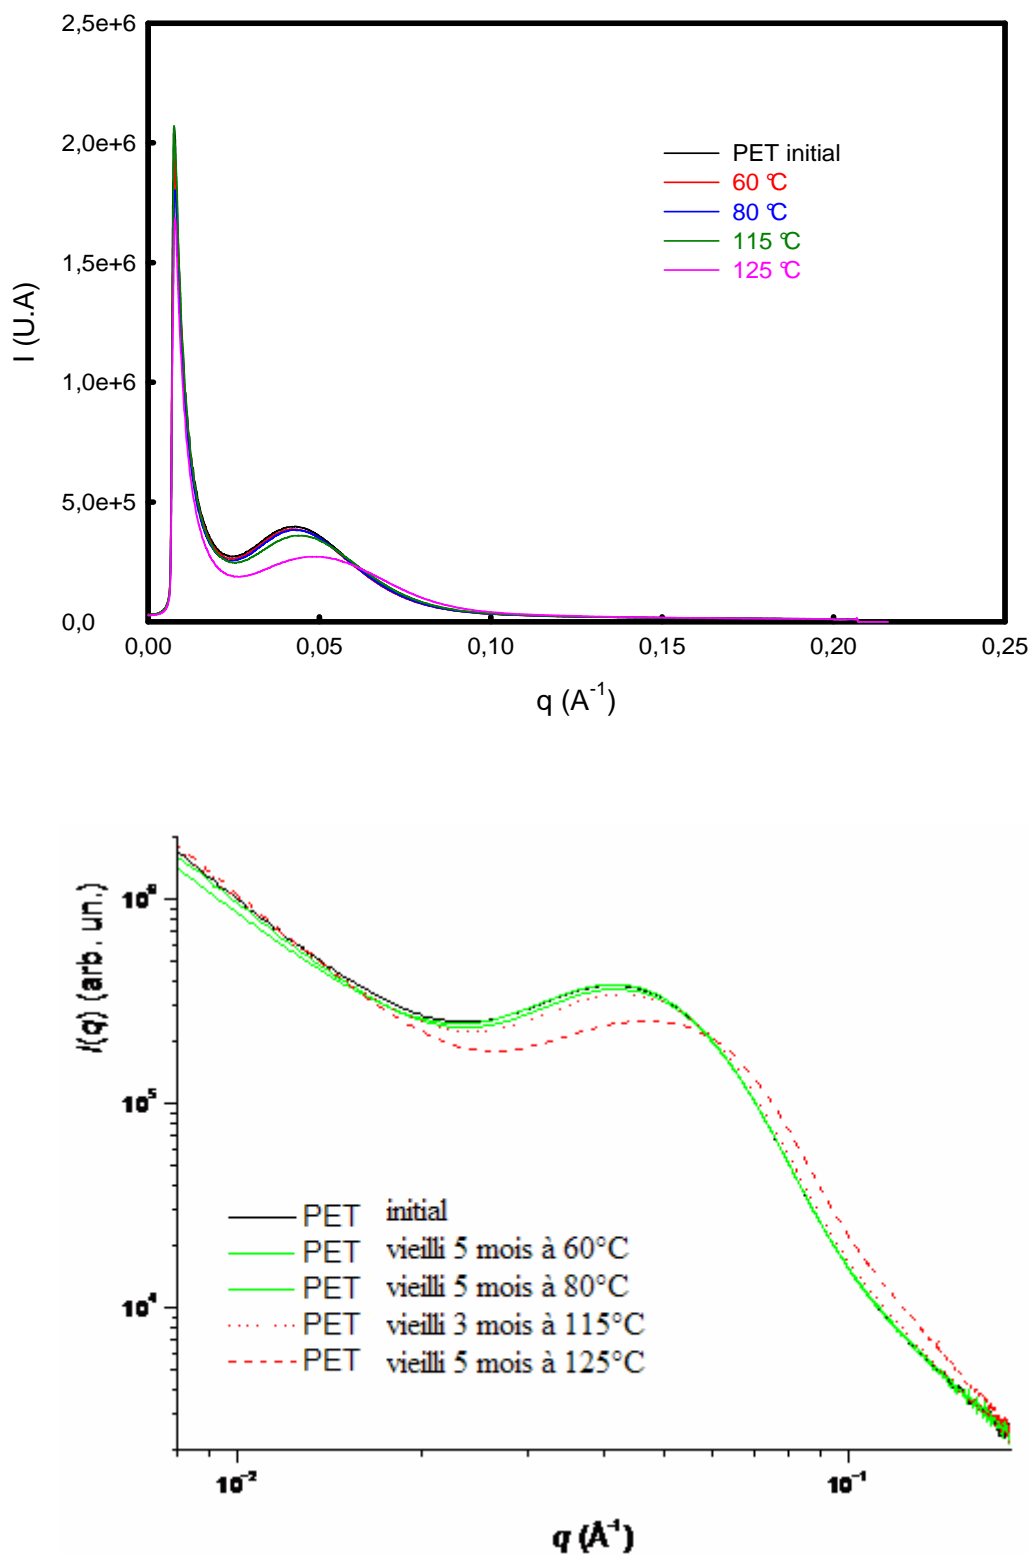 2,5e+6
2,0e+6
1,5e+6
1,0e+6
5,0e+5
0,0
I (U.A)
PET initial
60 °C
80 °C
115 °C
125 °C
0,00 0,05 0,10 0,15 0,20 0,25
q (A⁻¹)
I(q) (arb. un.)
10⁶
10⁵
10⁴
PET initial
PET vieilli 5 mois à 60°C
PET vieilli 5 mois à 80°C
PET vieilli 3 mois à 115°C
PET vieilli 5 mois à 125°C
10⁻² 10⁻¹
q (Å⁻¹)